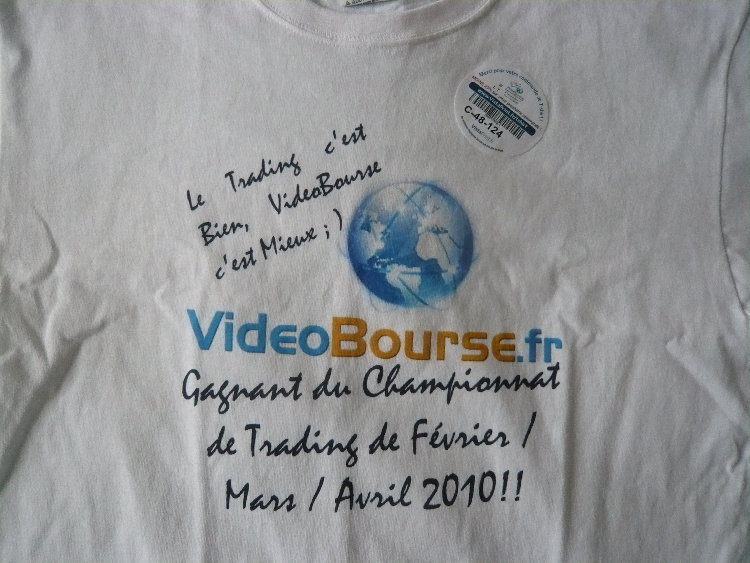 Le Trading c'est
Bien, VideoBourse
c'est Mieux ; )
VideoBourse.fr
Gagnant du Championnat
de Trading de Février /
Mars / Avril 2010!!
C-48-124